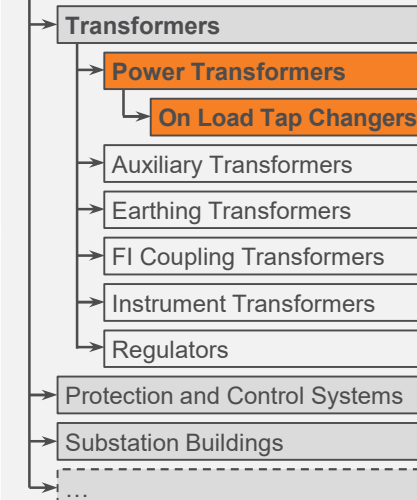 Transformers
Power Transformers
On Load Tap Changers
Auxiliary Transformers
Earthing Transformers
FI Coupling Transformers
Instrument Transformers
Regulators
Protection and Control Systems
Substation Buildings
...